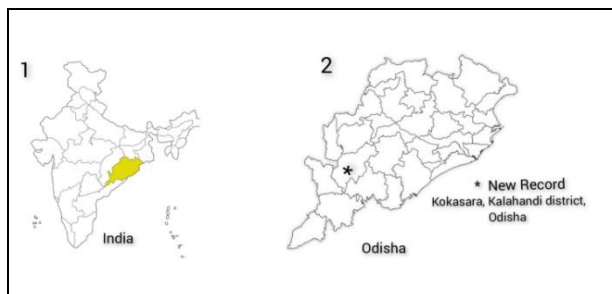 1
India
2
*
* New Record
Kokasara, Kalahandi district,
Odisha
Odisha